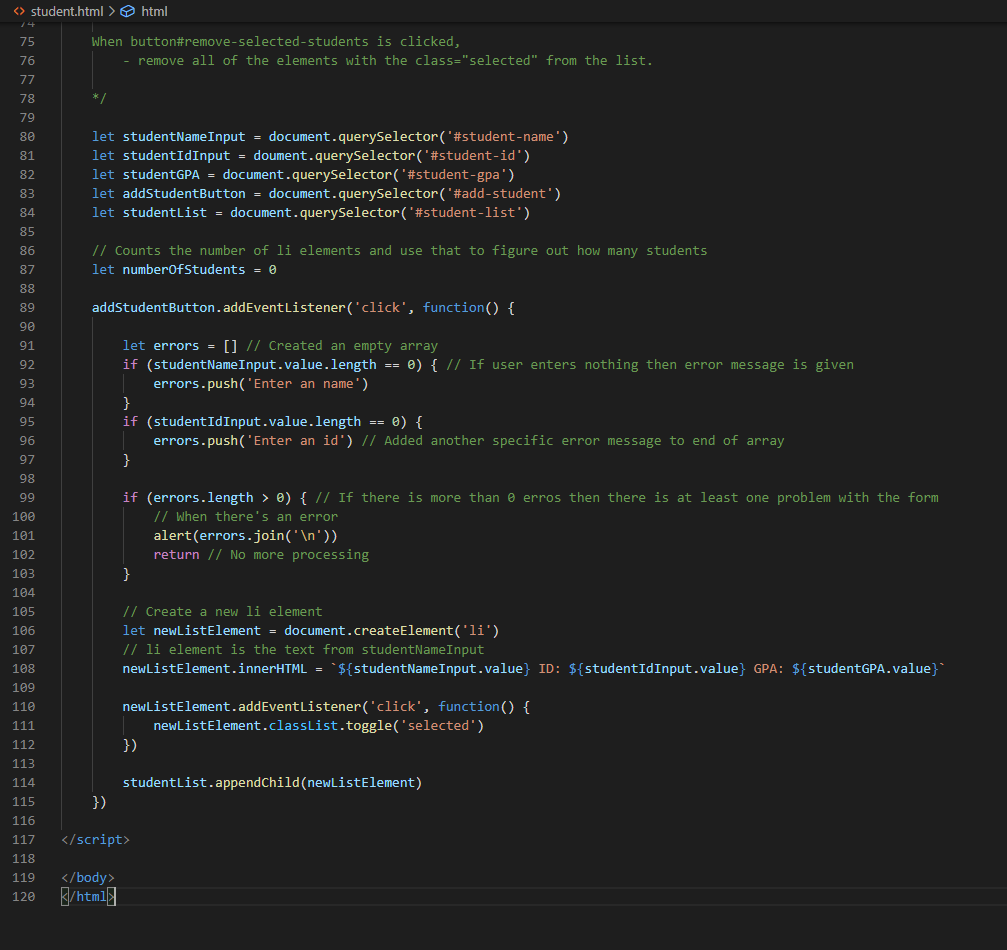 student.html > html
74
75 When button#remove-selected-students is clicked,
76 - remove all of the elements with the class="selected" from the list.
77
78 */
79
80 let studentNameInput = document.querySelector('#student-name')
81 let studentIdInput = doument.querySelector('#student-id')
82 let studentGPA = document.querySelector('#student-gpa')
83 let addStudentButton = document.querySelector('#add-student')
84 let studentList = document.querySelector('#student-list')
85
86 // Counts the number of li elements and use that to figure out how many students
87 let numberOfStudents = 0
88
89 addStudentButton.addEventListener('click', function() {
90
91 let errors = [] // Created an empty array
92 if (studentNameInput.value.length == 0) { // If user enters nothing then error message is given
93 errors.push('Enter an name')
94 }
95 if (studentIdInput.value.length == 0) {
96 errors.push('Enter an id') // Added another specific error message to end of array
97 }
98
99 if (errors.length > 0) { // If there is more than 0 erros then there is at least one problem with the form
100 // When there's an error
101 alert(errors.join('\n'))
102 return // No more processing
103 }
104
105 // Create a new li element
106 let newListElement = document.createElement('li')
107 // li element is the text from studentNameInput
108 newListElement.innerHTML = `${studentNameInput.value} ID: ${studentIdInput.value} GPA: ${studentGPA.value}`
109
110 newListElement.addEventListener('click', function() {
111 newListElement.classList.toggle('selected')
112 })
113
114 studentList.appendChild(newListElement)
115 })
116
117 </script>
118
119 </body>
120 </html>